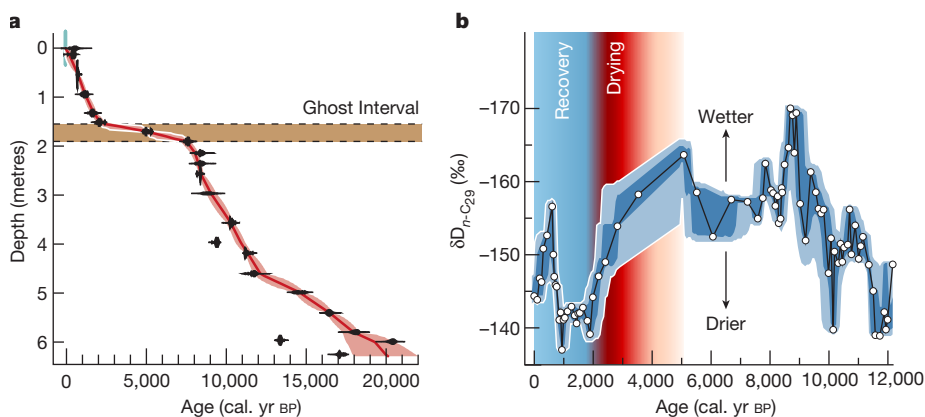 a
0
1
2
3
4
5
6
Depth (metres)
Ghost Interval
0
5,000
10,000
15,000
20,000
Age (cal. yr BP)
b
−170
−160
−150
−140
δD n-C29 (‰)
Recovery
Drying
Wetter
Drier
0
2,000
4,000
6,000
8,000
10,000
12,000
Age (cal. yr BP)